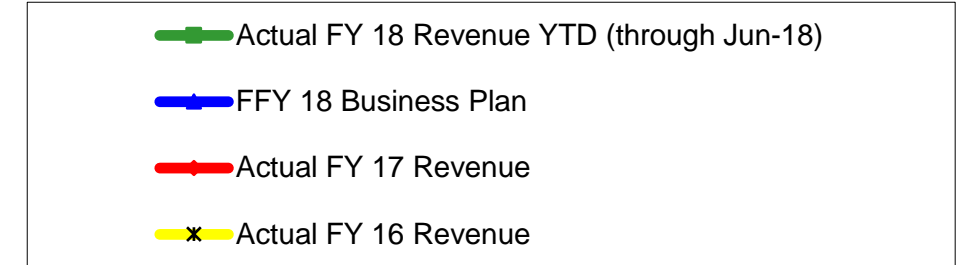 Actual FY 18 Revenue YTD (through Jun-18)
FFY 18 Business Plan
Actual FY 17 Revenue
Actual FY 16 Revenue